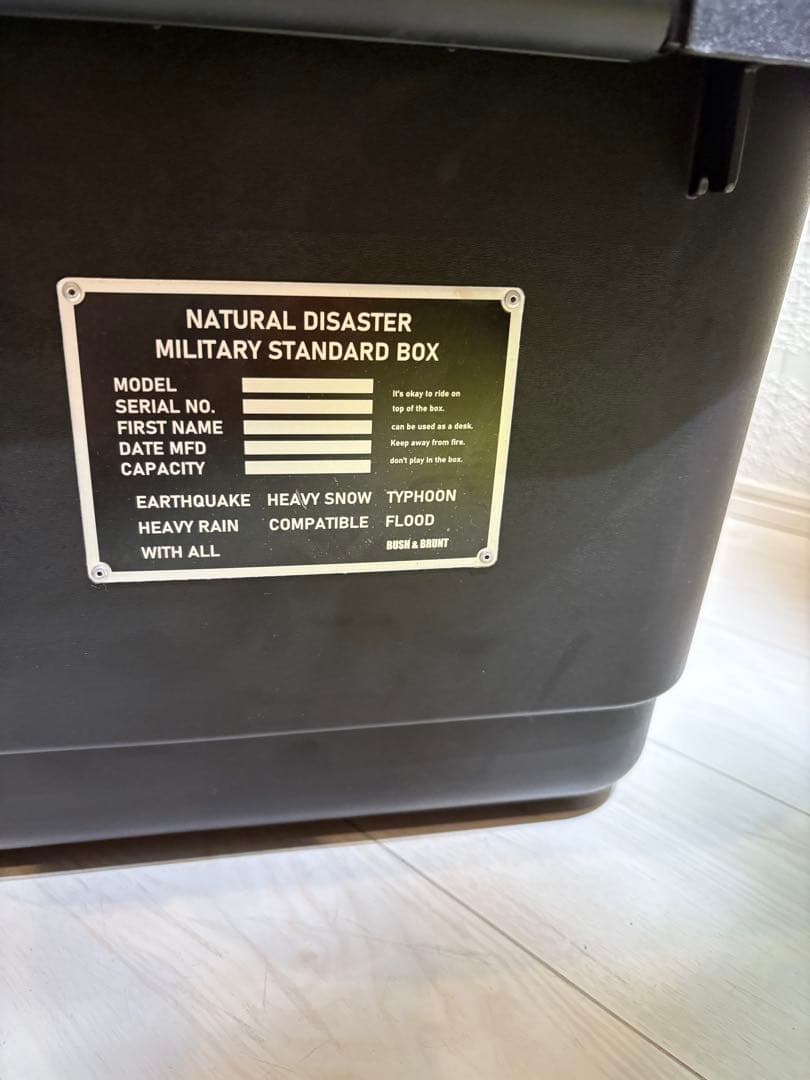 NATURAL DISASTER
MILITARY STANDARD BOX
MODEL
SERIAL NO.
FIRST NAME
DATE MFD
CAPACITY
It's okay to ride on
top of the box.
can be used as a desk.
Keep away from fire.
don't play in the box.
EARTHQUAKE HEAVY SNOW TYPHOON
HEAVY RAIN COMPATIBLE FLOOD
WITH ALL BUSH & BRUNT